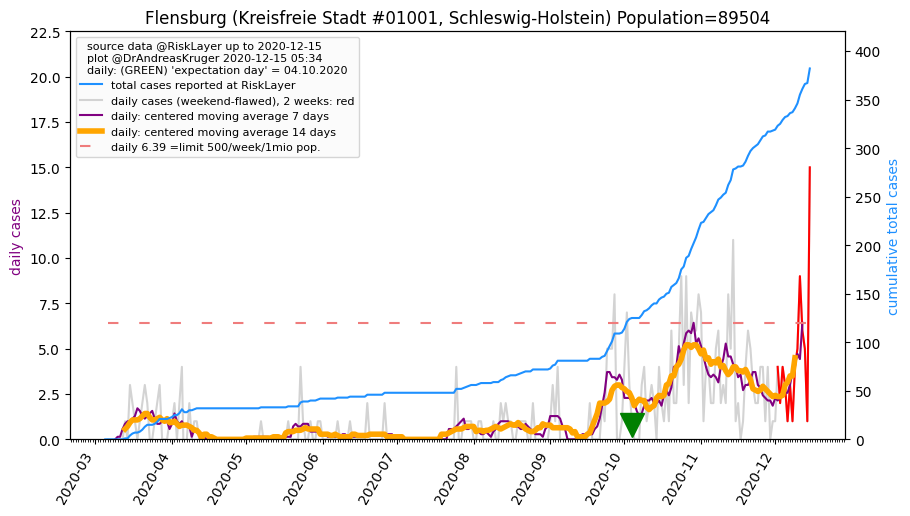 Flensburg (Kreisfreie Stadt #01001, Schleswig-Holstein) Population=89504
source data @RiskLayer up to 2020-12-15
plot @DrAndreasKruger 2020-12-15 05:34
daily: (GREEN) 'expectation day' = 04.10.2020
total cases reported at RiskLayer
daily cases (weekend-flawed), 2 weeks: red
daily: centered moving average 7 days
daily: centered moving average 14 days
daily 6.39 =limit 500/week/1mio pop.
daily cases
22.5
20.0
17.5
15.0
12.5
10.0
7.5
5.0
2.5
0.0
cumulative total cases
400
350
300
250
200
150
100
50
0
2020-03
2020-04
2020-05
2020-06
2020-07
2020-08
2020-09
2020-10
2020-11
2020-12